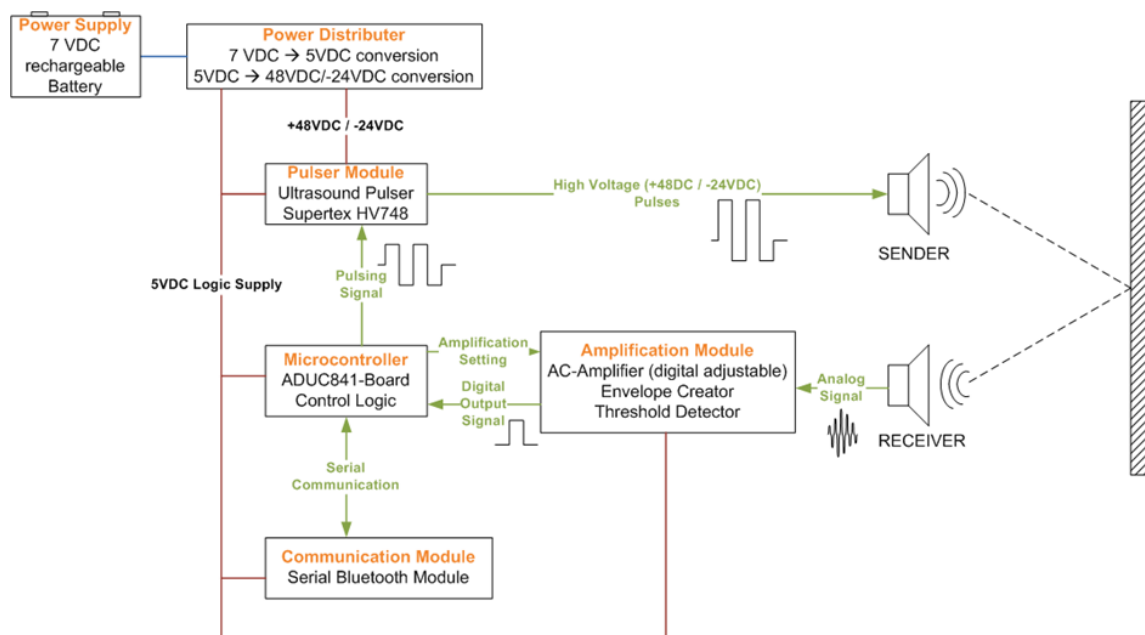 Power Supply
7 VDC
rechargeable
Battery
Power Distributer
7 VDC → 5VDC conversion
5VDC → 48VDC/-24VDC conversion
+48VDC / -24VDC
Pulser Module
Ultrasound Pulser
Supertex HV748
High Voltage (+48DC / -24VDC)
Pulses
SENDER
Pulsing
Signal
5VDC Logic Supply
Microcontroller
ADUC841-Board
Control Logic
Amplification
Setting
Digital
Output
Signal
Amplification Module
AC-Amplifier (digital adjustable)
Envelope Creator
Threshold Detector
Analog
Signal
RECEIVER
Serial
Communication
Communication Module
Serial Bluetooth Module